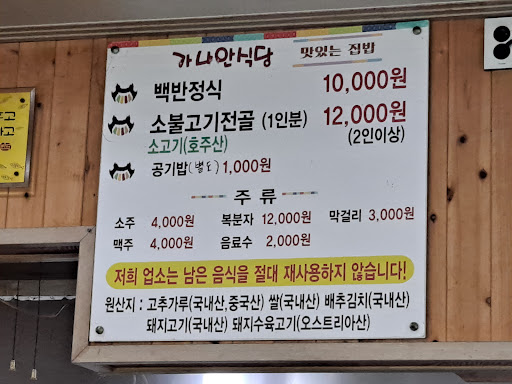 가나안식당 맛있는 집밥
백반정식 10,000원
소불고기전골 (1인분) 12,000원
소고기(호주산) (2인이상)
공기밥(별도) 1,000원
주류
소주 4,000원 복분자 12,000원 막걸리 3,000원
맥주 4,000원 음료수 2,000원
저희 업소는 남은 음식을 절대 재사용하지 않습니다!
원산지 : 고추가루(국내산,중국산) 쌀(국내산) 배추김치(국내산)
돼지고기(국내산) 돼지수육고기(오스트리아산)